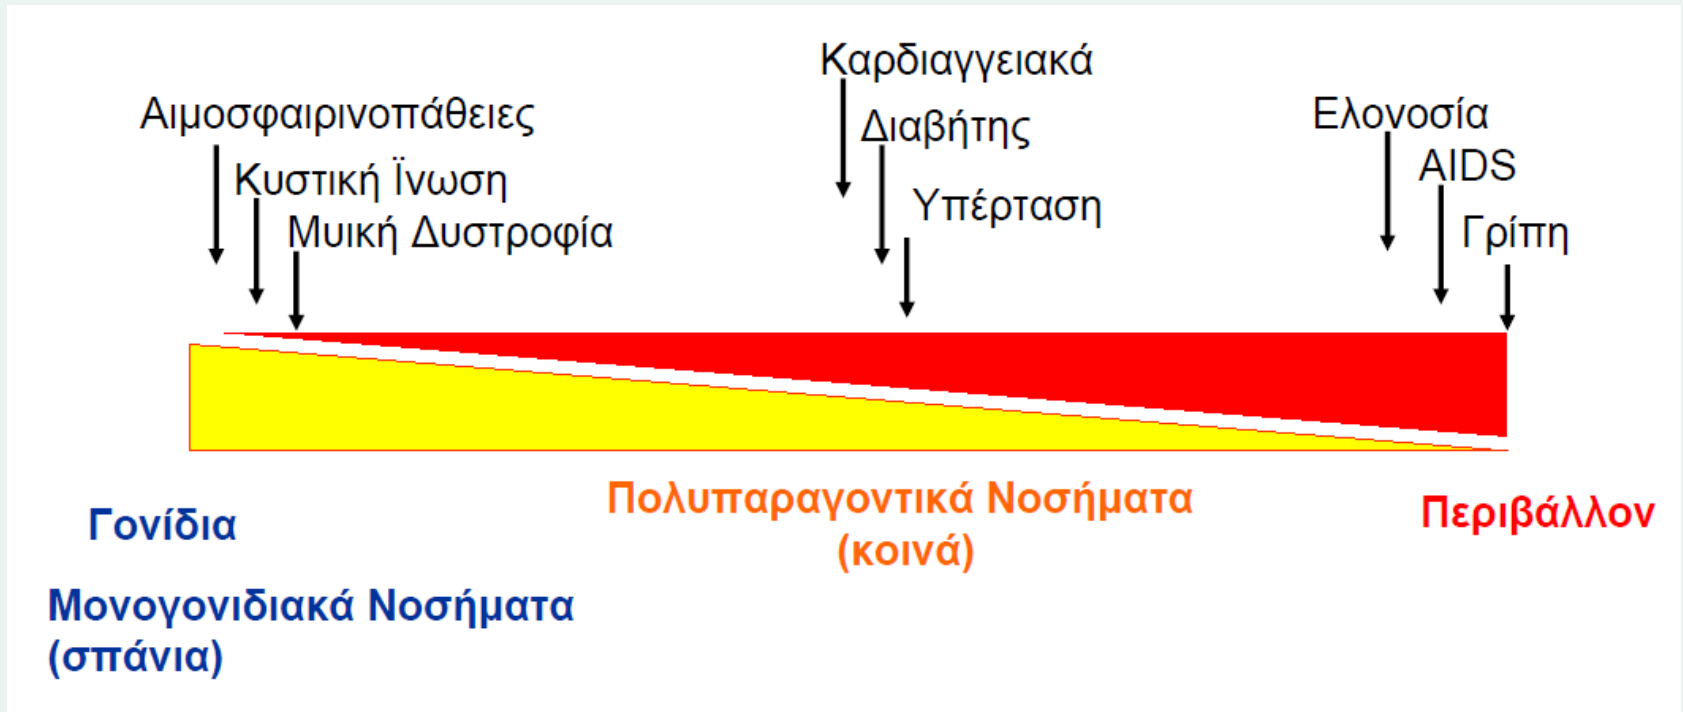 Καρδιαγγειακά
Αιμοσφαιρινοπάθειες
Ελονοσία
Διαβήτης
AIDS
Κυστική Ϊνωση
Υπέρταση
Μυική Δυστροφία
Γρίπη
Πολυπαραγοντικά Νοσήματα
(κοινά)
Γονίδια
Περιβάλλον
Μονογονιδιακά Νοσήματα
(σπάνια)